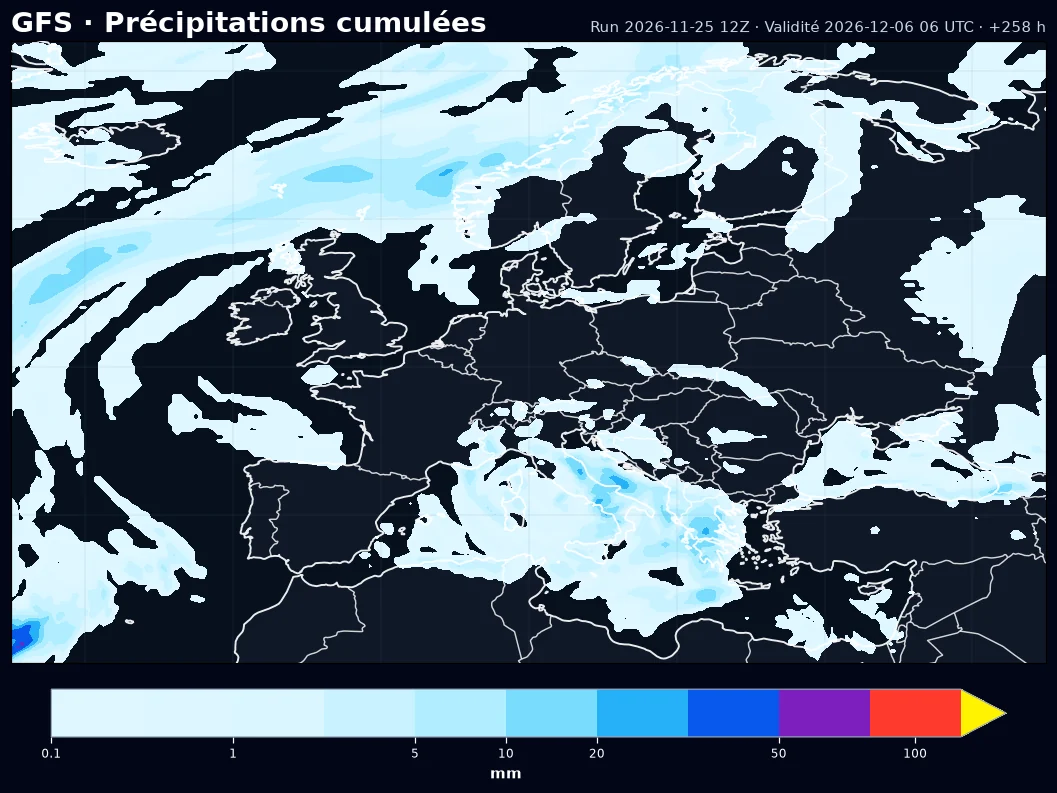 GFS · Précipitations cumulées
Run 2026-11-25 12Z · Validité 2026-12-06 06 UTC · +258 h
0.1 1 5 10 20 50 100
mm